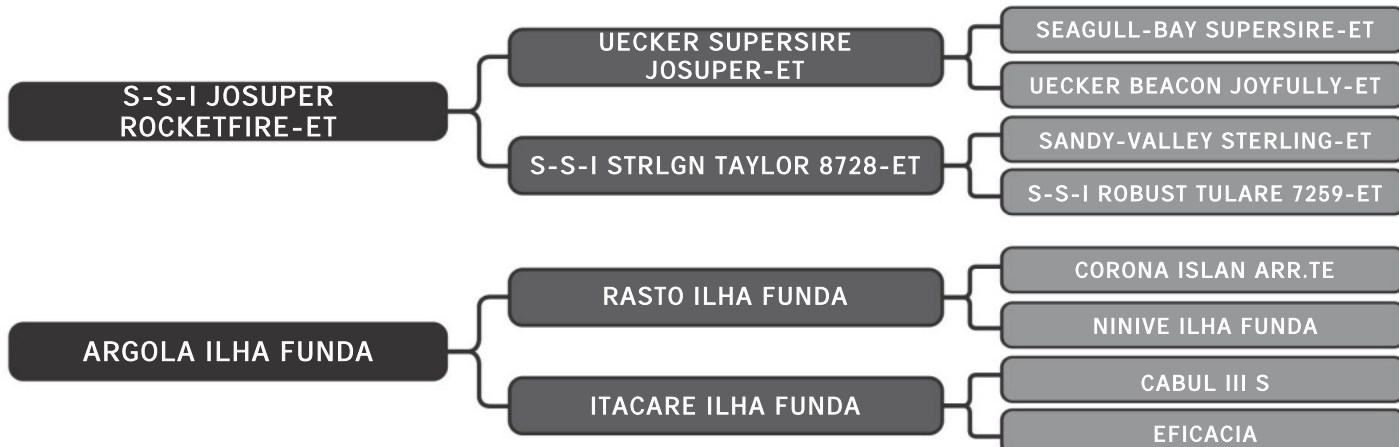 S-S-I JOSUPER
ROCKETFIRE-ET
UECKER SUPERSIRE
JOSUPER-ET
SEAGULL-BAY SUPERSIRE-ET
UECKER BEACON JOYFULLY-ET
S-S-I STRLGN TAYLOR 8728-ET
SANDY-VALLEY STERLING-ET
S-S-I ROBUST TULARE 7259-ET
ARGOLA ILHA FUNDA
RASTO ILHA FUNDA
CORONA ISLAN ARR.TE
NINIVE ILHA FUNDA
ITACARE ILHA FUNDA
CABUL III S
EFICACIA